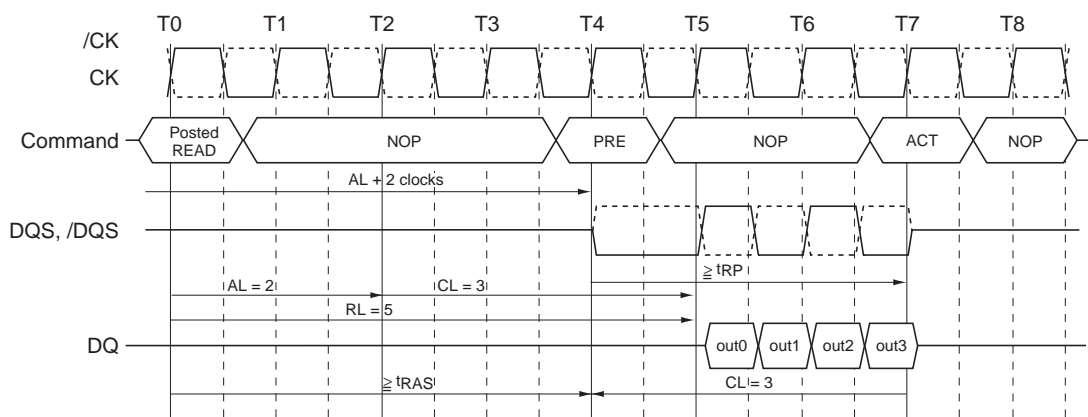 T0 T1 T2 T3 T4 T5 T6 T7 T8
/CK
CK
Command
Posted READ
NOP
PRE
NOP
ACT
NOP
AL + 2 clocks
DQS, /DQS
≧ tRP
AL = 2
CL = 3
RL = 5
DQ
out0 out1 out2 out3
≧ tRAS
CL = 3